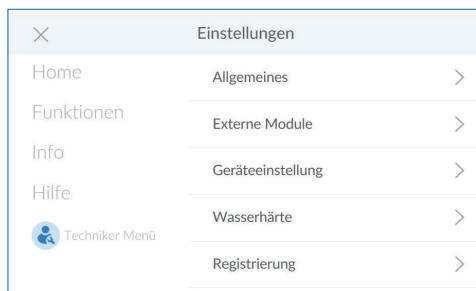 Einstellungen
Home
Funktionen
Info
Hilfe
Techniker Menü
Allgemeines
Externe Module
Geräteeinstellung
Wasserhärte
Registrierung